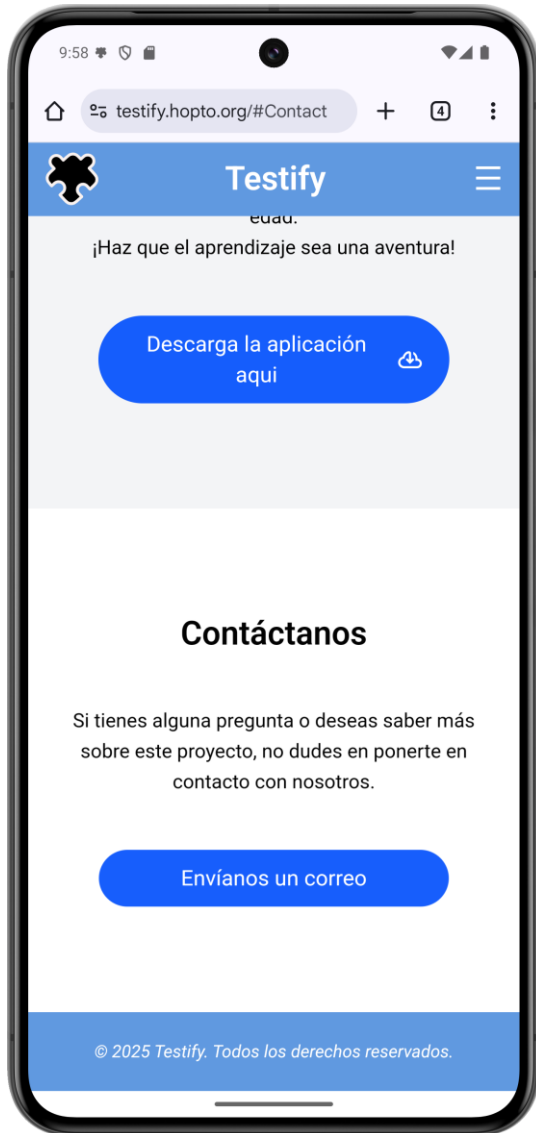 9:58
testify.hopto.org/#Contact
4
Testify
edad.
¡Haz que el aprendizaje sea una aventura!
Descarga la aplicación
aqui
Contáctanos
Si tienes alguna pregunta o deseas saber más
sobre este proyecto, no dudes en ponerte en
contacto con nosotros.
Envíanos un correo
© 2025 Testify. Todos los derechos reservados.